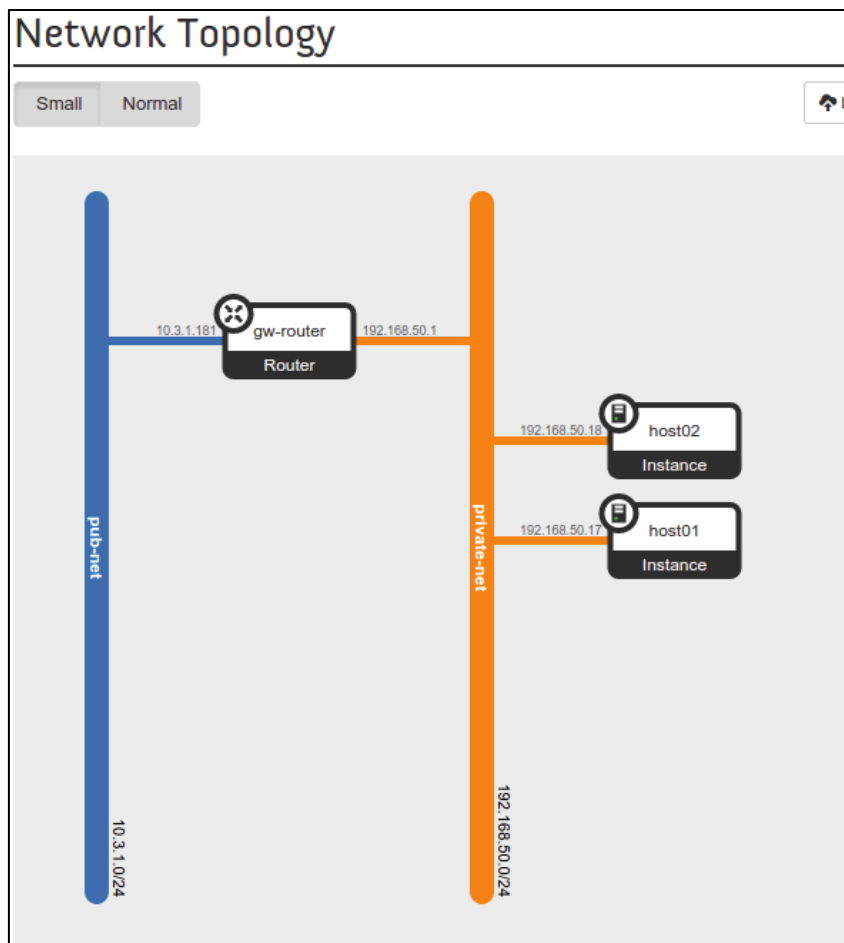 Network Topology
Small
Normal
10.3.1.181
gw-router
192.168.50.1
Router
192.168.50.18
host02
Instance
192.168.50.17
host01
Instance
pub-net
private-net
10.3.1.0/24
192.168.50.0/24